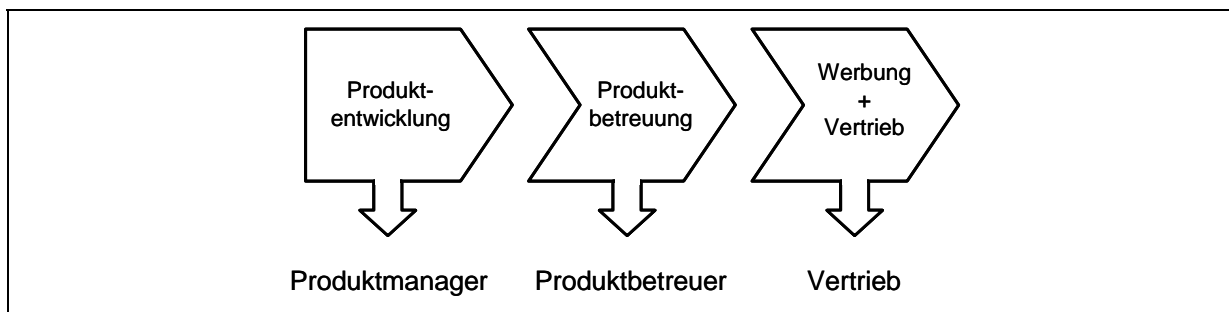 Produkt-
entwicklung
Produkt-
betreuung
Werbung
+
Vertrieb
Produktmanager
Produktbetreuer
Vertrieb